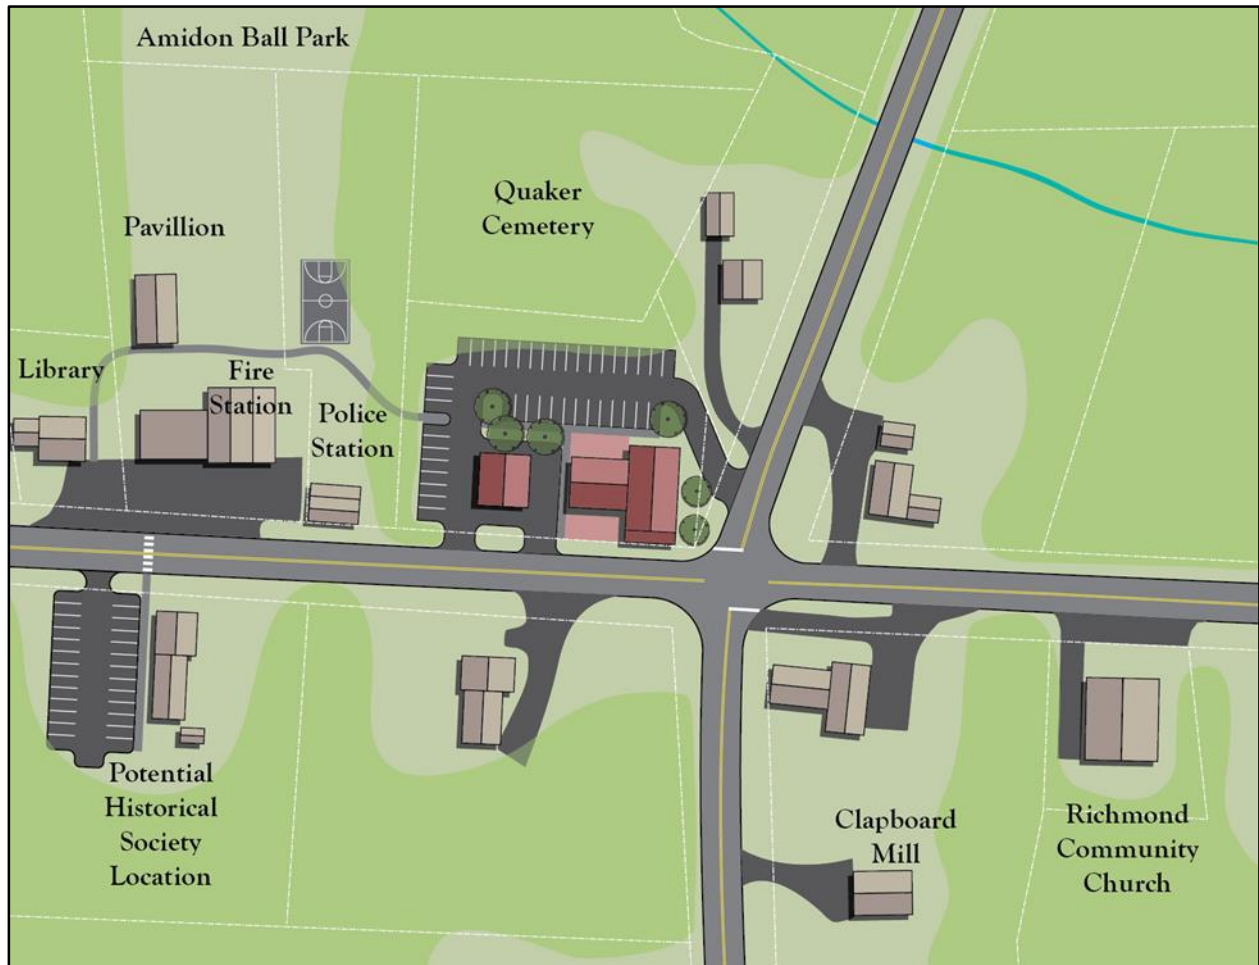 Amidon Ball Park
Quaker
Cemetery
Pavillion
Library
Fire
Station
Police
Station
Potential
Historical
Society
Location
Clapboard
Mill
Richmond
Community
Church